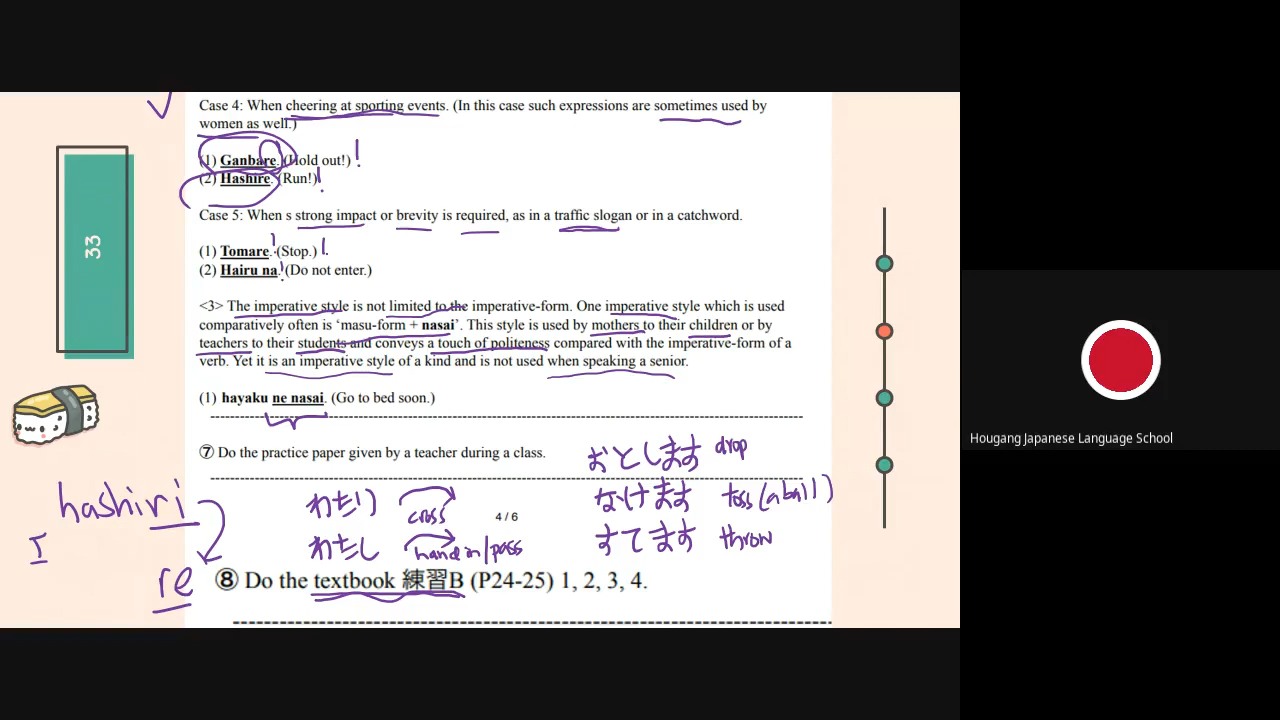 Case 4: When cheering at sporting events. (In this case such expressions are sometimes used by
women as well.)
(1) Ganbare. (Hold out!) !
(2) Hashire. (Run!) !
Case 5: When s strong impact or brevity is required, as in a traffic slogan or in a catchword.
(1) Tomare. ! (Stop.) !
(2) Hairu na. ! (Do not enter.)
33
<3> The imperative style is not limited to the imperative-form. One imperative style which is used
comparatively often is ‘masu-form + nasai’. This style is used by mothers to their children or by
teachers to their students and conveys a touch of politeness compared with the imperative-form of a
verb. Yet it is an imperative style of a kind and is not used when speaking a senior.
(1) hayaku ne nasai. (Go to bed soon.)
⑦ Do the practice paper given by a teacher during a class.
おとします drop
なげます toss (a ball)
すてます throw
hashiri
I
re
わたり cross
わたし hand in/pass
4 / 6
⑧ Do the textbook 練習B (P24-25) 1, 2, 3, 4.
Hougang Japanese Language School